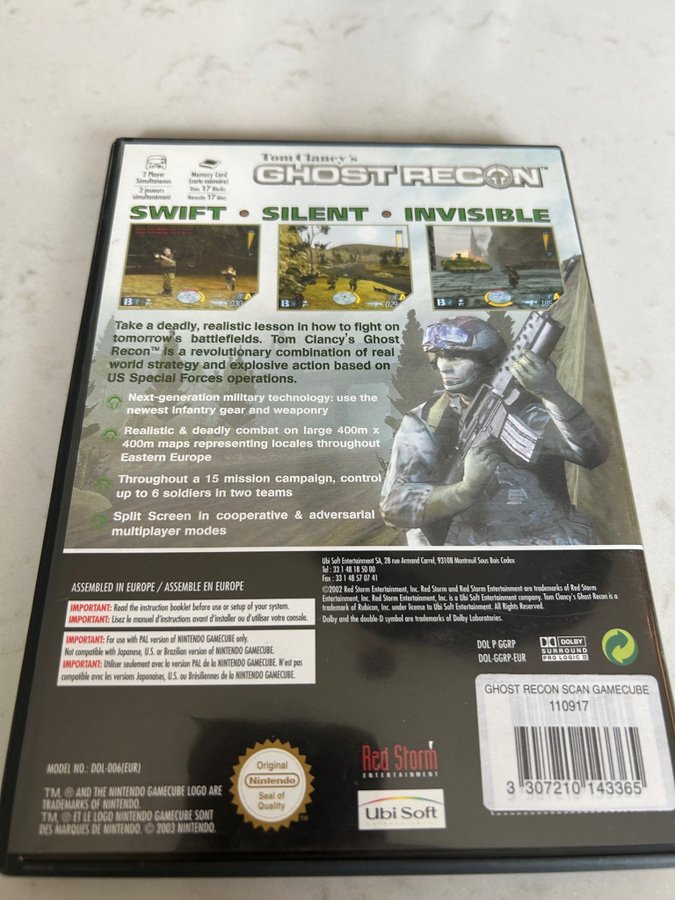 2 Player
Simultaneous
2 joueurs
simultanément
Memory Card
(carte mémoire)
Uses 17 Blocks
Nécessite 17 blocs
Tom Clancy's
GHOST RECON™
SWIFT • SILENT • INVISIBLE
Take a deadly, realistic lesson in how to fight on
tomorrow's battlefields. Tom Clancy's Ghost
Recon™ is a revolutionary combination of real
world strategy and explosive action based on
US Special Forces operations.
Next-generation military technology: use the
newest infantry gear and weaponry
Realistic & deadly combat on large 400m x
400m maps representing locales throughout
Eastern Europe
Throughout a 15 mission campaign, control
up to 6 soldiers in two teams
Split Screen in cooperative & adversarial
multiplayer modes
Ubi Soft Entertainment SA, 28 rue Armand Carrel, 93108 Montreuil Sous Bois Cedex
Tel : 33 1 48 18 50 00
Fax : 33 1 48 57 07 41
©2002 Red Storm Entertainment, Inc. Red Storm and Red Storm Entertainment are trademarks of Red Storm
Entertainment, Inc. Red Storm Entertainment, Inc. is a Ubi Soft Entertainment company. Tom Clancy's Ghost Recon is a
trademark of Rubicon, Inc. under license to Ubi Soft Entertainment. All Rights Reserved.
Dolby and the double-D symbol are trademarks of Dolby Laboratories.
ASSEMBLED IN EUROPE / ASSEMBLE EN EUROPE
IMPORTANT: Read the instruction booklet before use or setup of your system.
IMPORTANT: Lisez le manuel d'instructions avant d'installer ou d'utiliser votre console.
IMPORTANT: For use with PAL version of NINTENDO GAMECUBE only.
Not compatible with Japanese, U.S. or Brazilian version of NINTENDO GAMECUBE.
IMPORTANT: Utiliser seulement avec la version PAL de la NINTENDO GAMECUBE. N'est pas
compatible avec les versions Japonaises, U.S. ou Brésiliennes de la NINTENDO GAMECUBE.
DOL P GGRP
DOL-GGRP-EUR
DOLBY
SURROUND
PRO LOGIC II
GHOST RECON SCAN GAMECUBE
110917
3 307210 143365
MODEL NO.: DOL-006(EUR)
TM, ® AND THE NINTENDO GAMECUBE LOGO ARE
TRADEMARKS OF NINTENDO.
TM, ® ET LE LOGO NINTENDO GAMECUBE SONT
DES MARQUES DE NINTENDO. © 2003 NINTENDO.
Original
Nintendo
Seal of
Quality
Red Storm
ENTERTAINMENT
Ubi Soft